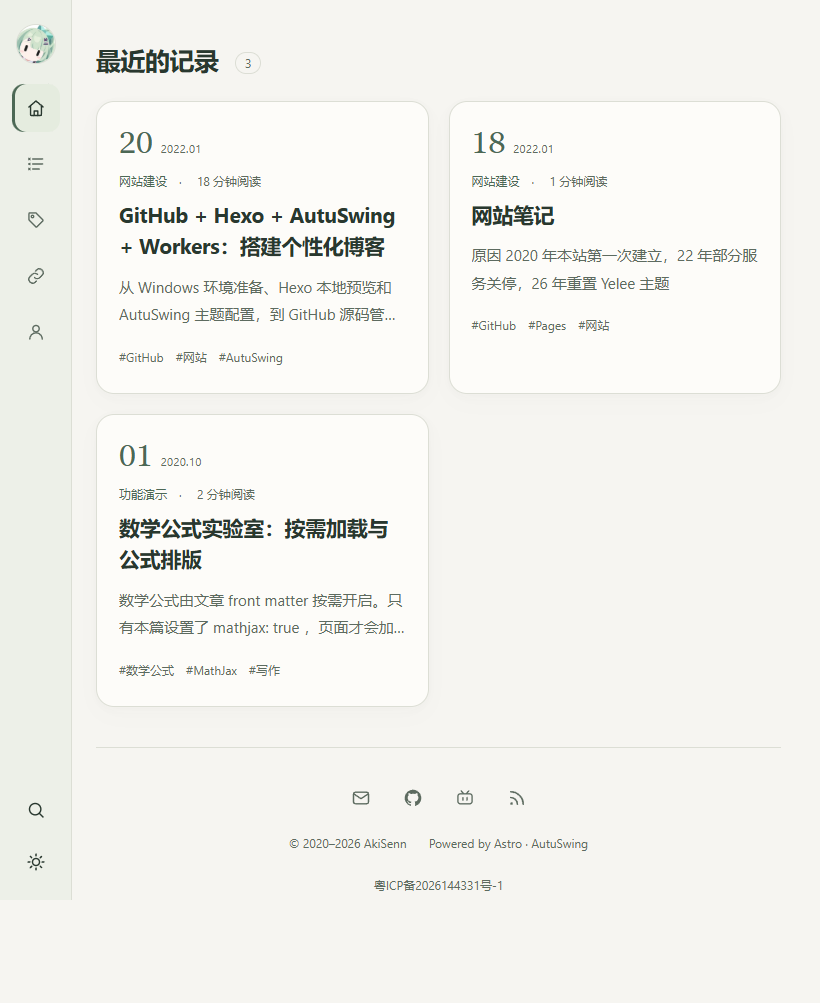 最近的记录 3
20 2022.01
网站建设 · 18 分钟阅读
GitHub + Hexo + AutuSwing
+ Workers：搭建个性化博客
从 Windows 环境准备、Hexo 本地预览和
AutuSwing 主题配置，到 GitHub 源码管...
#GitHub #网站 #AutuSwing
18 2022.01
网站建设 · 1 分钟阅读
网站笔记
原因 2020 年本站第一次建立，22 年部分服
务关停，26 年重置 Yelee 主题
#GitHub #Pages #网站
01 2020.10
功能演示 · 2 分钟阅读
数学公式实验室：按需加载与
公式排版
数学公式由文章 front matter 按需开启。只
有本篇设置了 mathjax: true ，页面才会加...
#数学公式 #MathJax #写作
© 2020–2026 AkiSenn Powered by Astro · AutuSwing
粤ICP备2026144331号-1